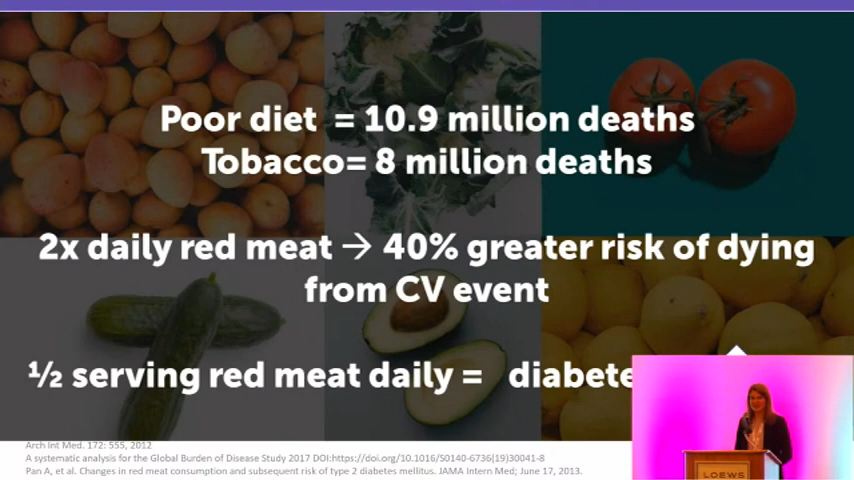 Poor diet = 10.9 million deaths
Tobacco= 8 million deaths
2x daily red meat → 40% greater risk of dying
from CV event
½ serving red meat daily = diabete
Arch Int Med. 172: 555, 2012
A systematic analysis for the Global Burden of Disease Study 2017 DOI:https://doi.org/10.1016/S0140-6736(19)30041-8
Pan A, et al. Changes in red meat consumption and subsequent risk of type 2 diabetes mellitus. JAMA Intern Med; June 17, 2013.
LOEWS